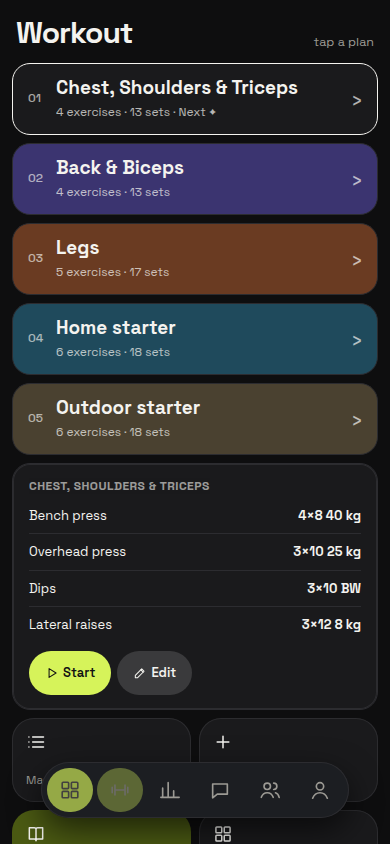 Workout
tap a plan
01
Chest, Shoulders & Triceps
4 exercises · 13 sets · Next ✦
>
02
Back & Biceps
4 exercises · 13 sets
>
03
Legs
5 exercises · 17 sets
>
04
Home starter
6 exercises · 18 sets
>
05
Outdoor starter
6 exercises · 18 sets
>
CHEST, SHOULDERS & TRICEPS
Bench press 4×8 40 kg
Overhead press 3×10 25 kg
Dips 3×10 BW
Lateral raises 3×12 8 kg
Start
Edit